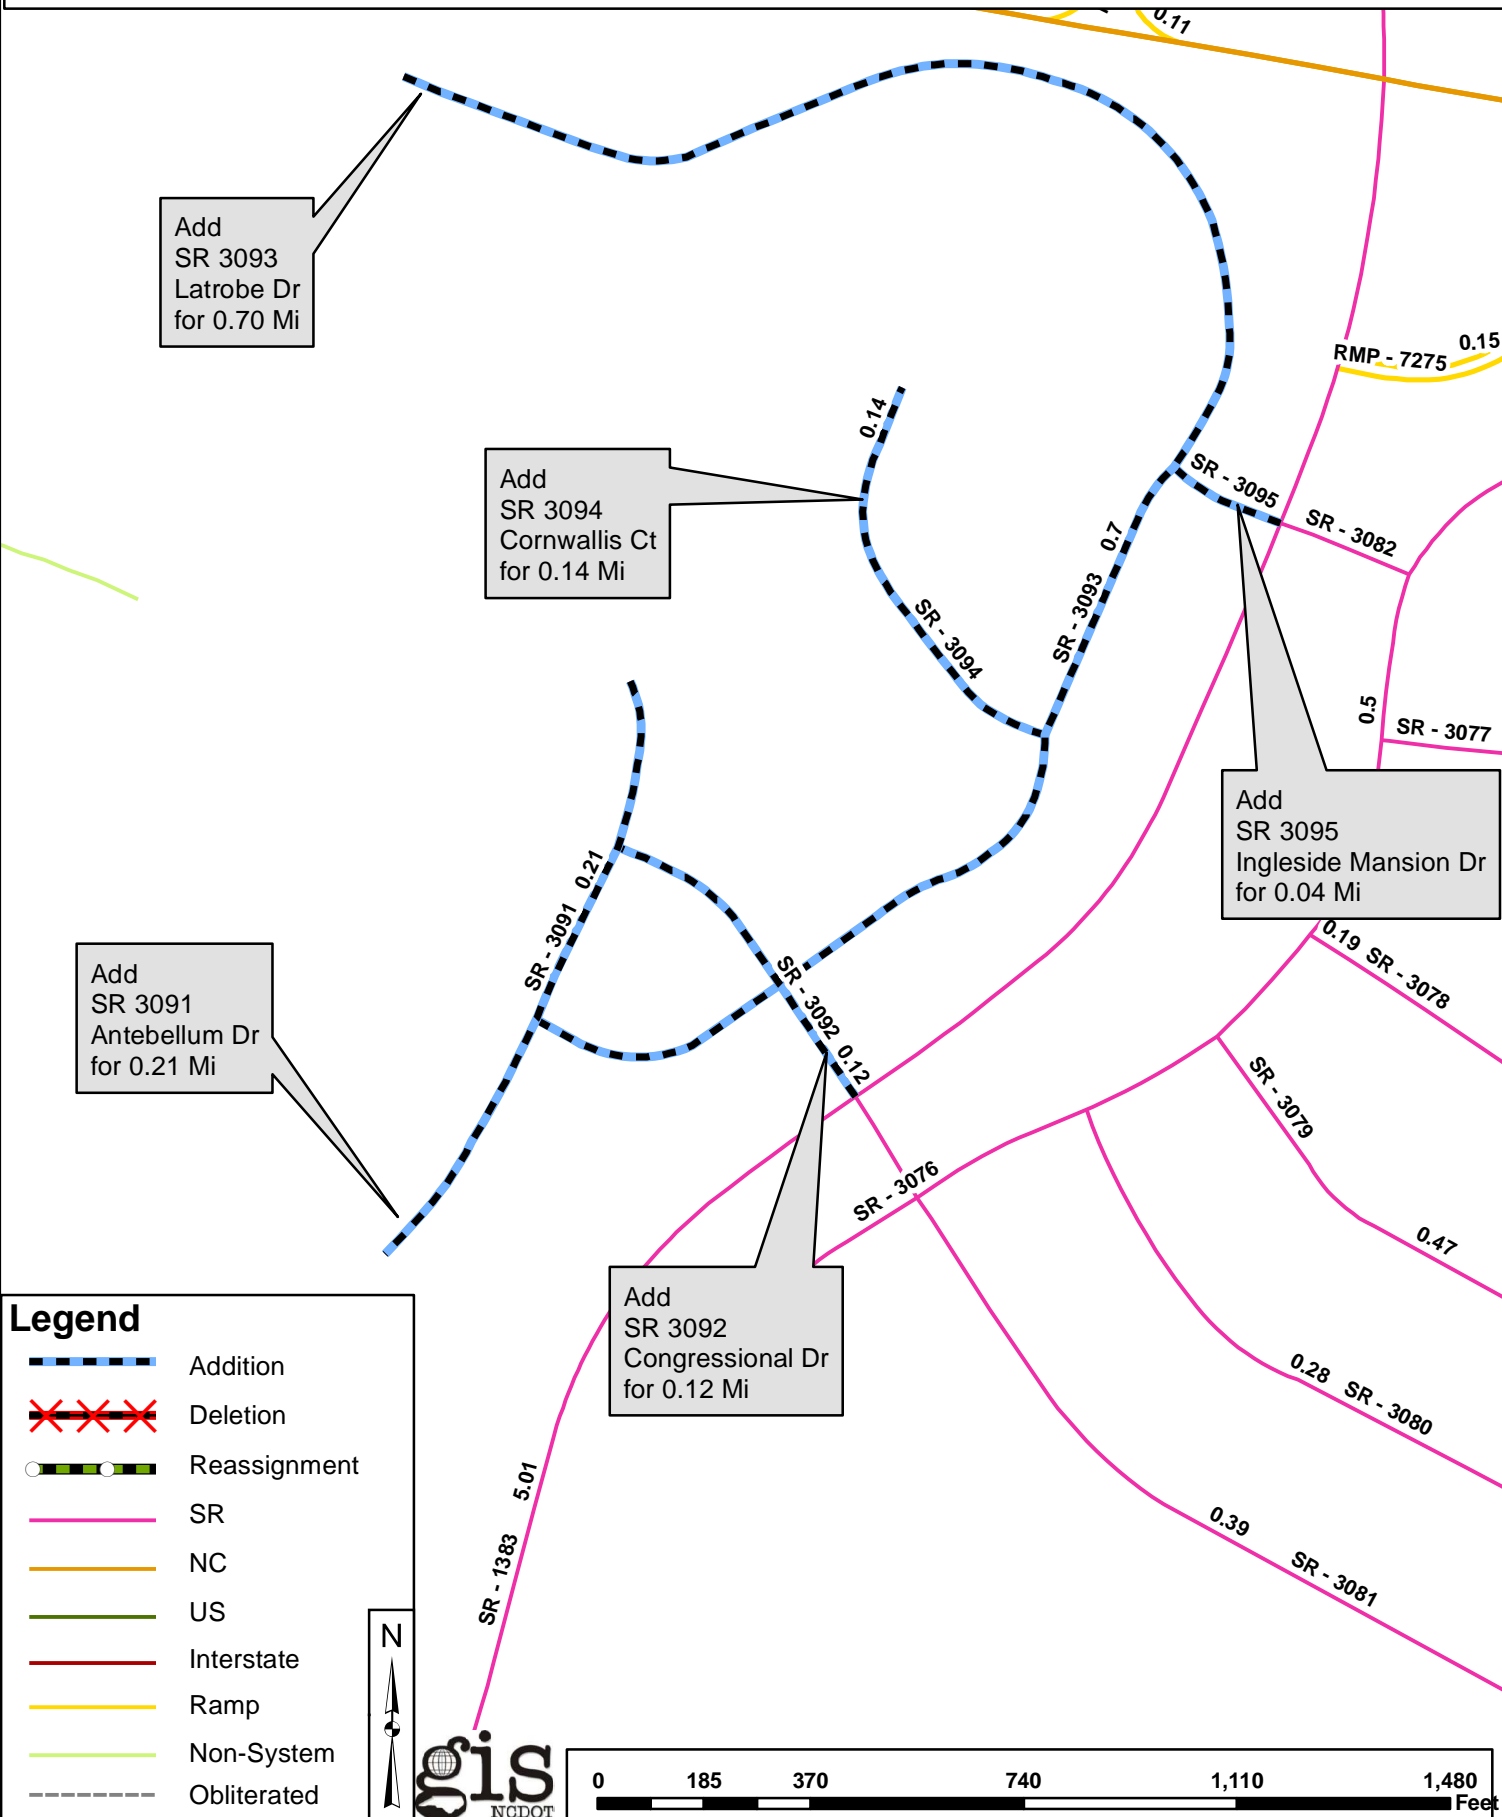 0.11
Add
SR 3093
Latrobe Dr
for 0.70 Mi
RMP - 7275
0.15
0.14
Add
SR 3094
Cornwallis Ct
for 0.14 Mi
SR - 3095
SR - 3082
SR - 3093 0.7
SR - 3094
0.5
SR - 3077
Add
SR 3095
Ingleside Mansion Dr
for 0.04 Mi
SR - 3091 0.21
Add
SR 3091
Antebellum Dr
for 0.21 Mi
SR - 3092 0.12
0.19 SR - 3078
SR - 3079
SR - 3076
0.47
Add
SR 3092
Congressional Dr
for 0.12 Mi
0.28 SR - 3080
SR - 1383 5.01
0.39 SR - 3081
Legend
Addition
Deletion
Reassignment
SR
NC
US
Interstate
Ramp
Non-System
Obliterated
N
gis
NCDOT
0 185 370 740 1,110 1,480
Feet